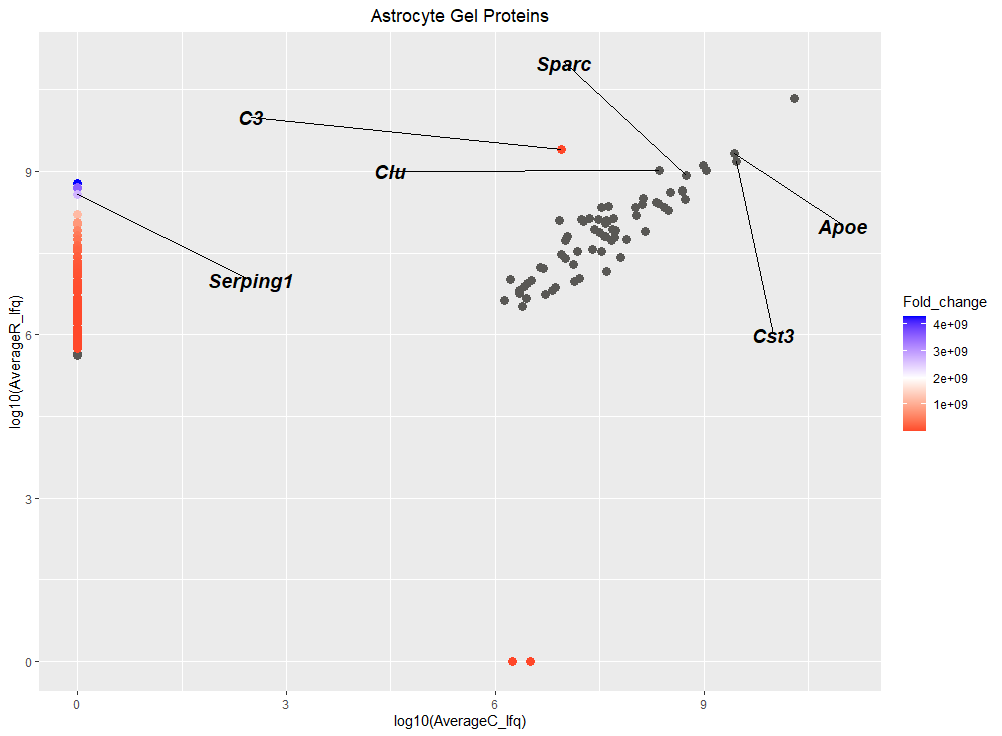 Astrocyte Gel Proteins
Sparc
C3
Clu
Apoe
Serping1
Cst3
log10(AverageR_lfq)
9
6
3
0
0
3
6
9
log10(AverageC_lfq)
Fold_change
4e+09
3e+09
2e+09
1e+09